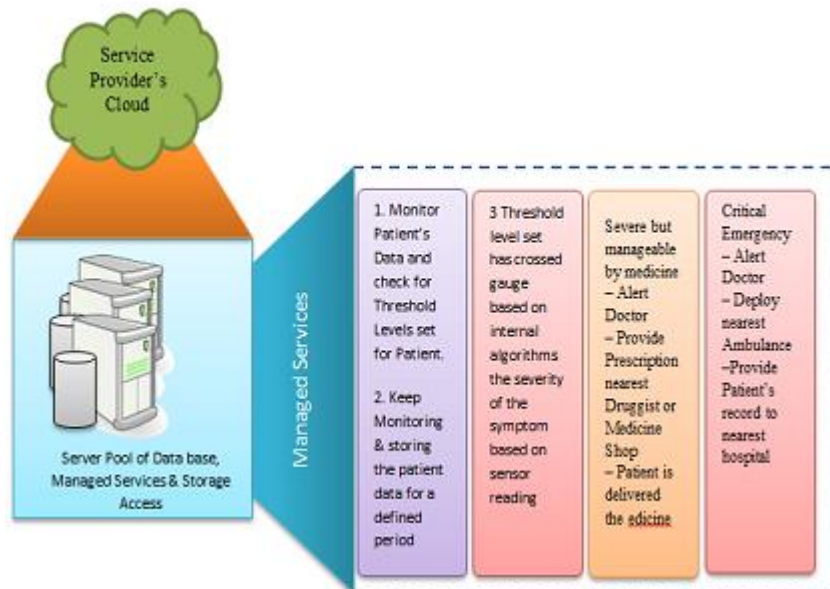 Service
Provider's
Cloud
Server Pool of Data base,
Managed Services & Storage
Access
Managed Services
1. Monitor
Patient's
Data and
check for
Threshold
Levels set
for Patient.
2. Keep
Monitoring
& storing
the patient
data for a
defined
period
3 Threshold
level set
has crossed
gauge
based on
internal
algorithms
the severity
of the
symptom
based on
sensor
reading
Severe but
manageable
by medicine
– Alert
Doctor
– Provide
Prescription
nearest
Druggist or
Medicine
Shop
– Patient is
delivered
the edicine
Critical
Emergency
– Alert
Doctor
– Deploy
nearest
Ambulance
–Provide
Patient's
record to
nearest
hospital